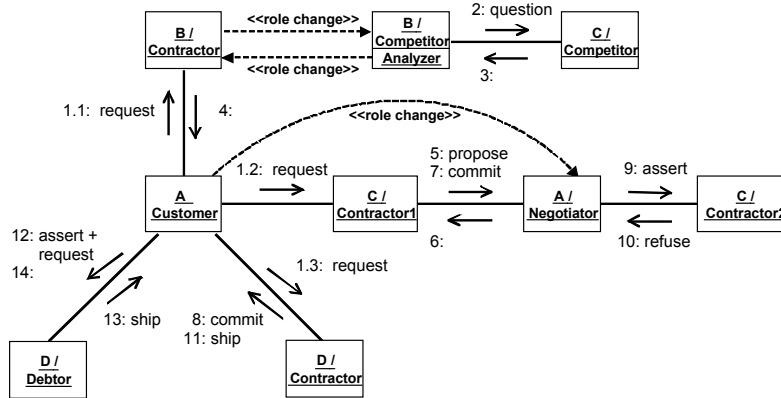 B /
Contractor
<<role change>>
<<role change>>
B /
Competitor
Analyzer
2: question
3:
C /
Competitor
1.1: request
4:
<<role change>>
A
Customer
1.2: request
C /
Contractor1
5: propose
7: commit
6:
A /
Negotiator
9: assert
10: refuse
C /
Contractor2
12: assert +
request
14:
13: ship
1.3: request
8: commit
11: ship
D /
Debtor
D /
Contractor